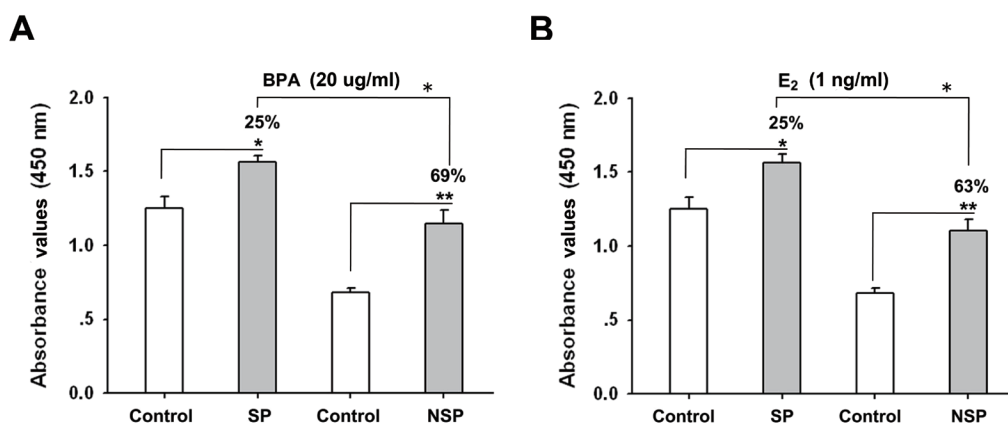 A
BPA (20 ug/ml)
*
2.0
25%
*
1.5
69%
**
1.0
.5
0.0
Absorbance values (450 nm)
Control SP Control NSP
B
E₂ (1 ng/ml)
*
2.0
25%
*
1.5
63%
**
1.0
.5
0.0
Absorbance values (450 nm)
Control SP Control NSP